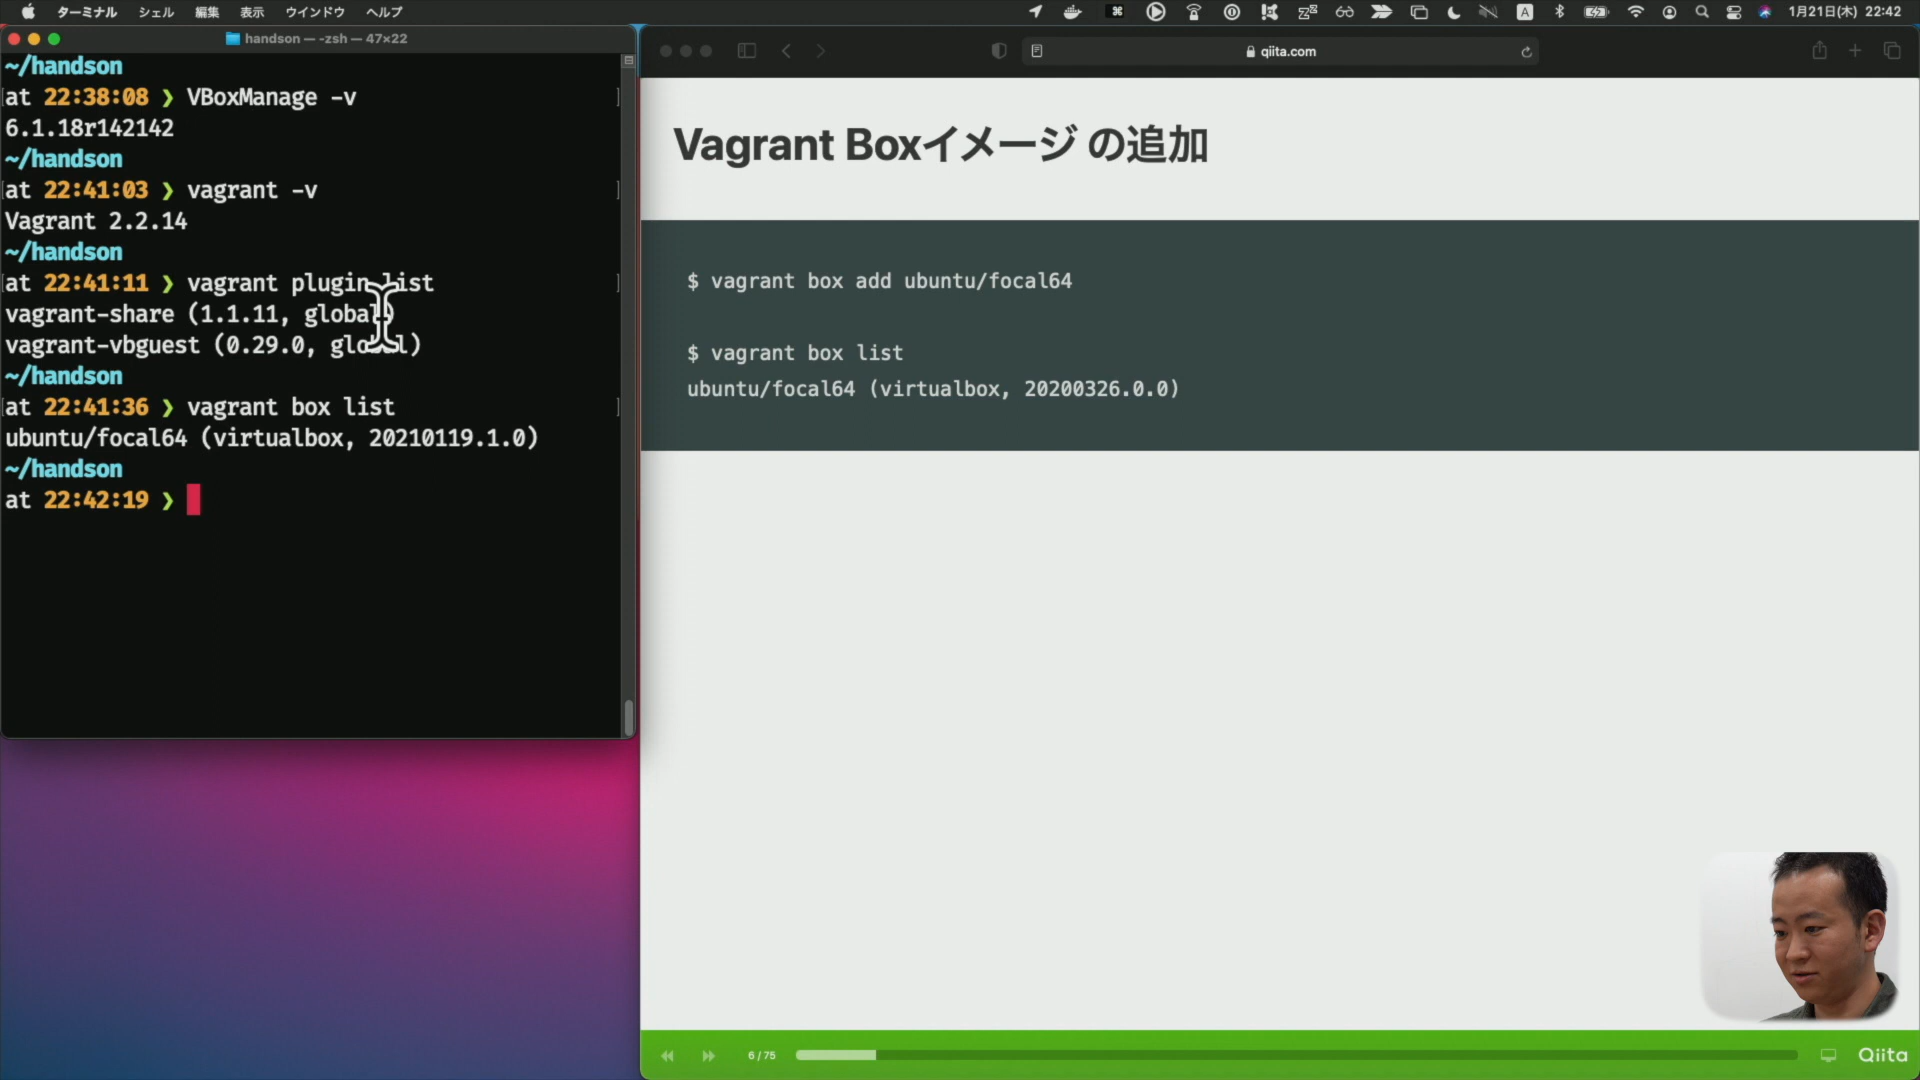 ターミナル シェル 編集 表示 ウインドウ ヘルプ
A
1月21日(木) 22:42
handson — -zsh — 47×22
~/handson
at 22:38:08 ❯ VBoxManage -v
6.1.18r142142
~/handson
at 22:41:03 ❯ vagrant -v
Vagrant 2.2.14
~/handson
at 22:41:11 ❯ vagrant plugin list
vagrant-share (1.1.11, global)
vagrant-vbguest (0.29.0, global)
~/handson
at 22:41:36 ❯ vagrant box list
ubuntu/focal64 (virtualbox, 20210119.1.0)
~/handson
at 22:42:19 ❯
qiita.com
Vagrant Boxイメージ の追加
$ vagrant box add ubuntu/focal64
$ vagrant box list
ubuntu/focal64 (virtualbox, 20200326.0.0)
6 / 75
Qiita